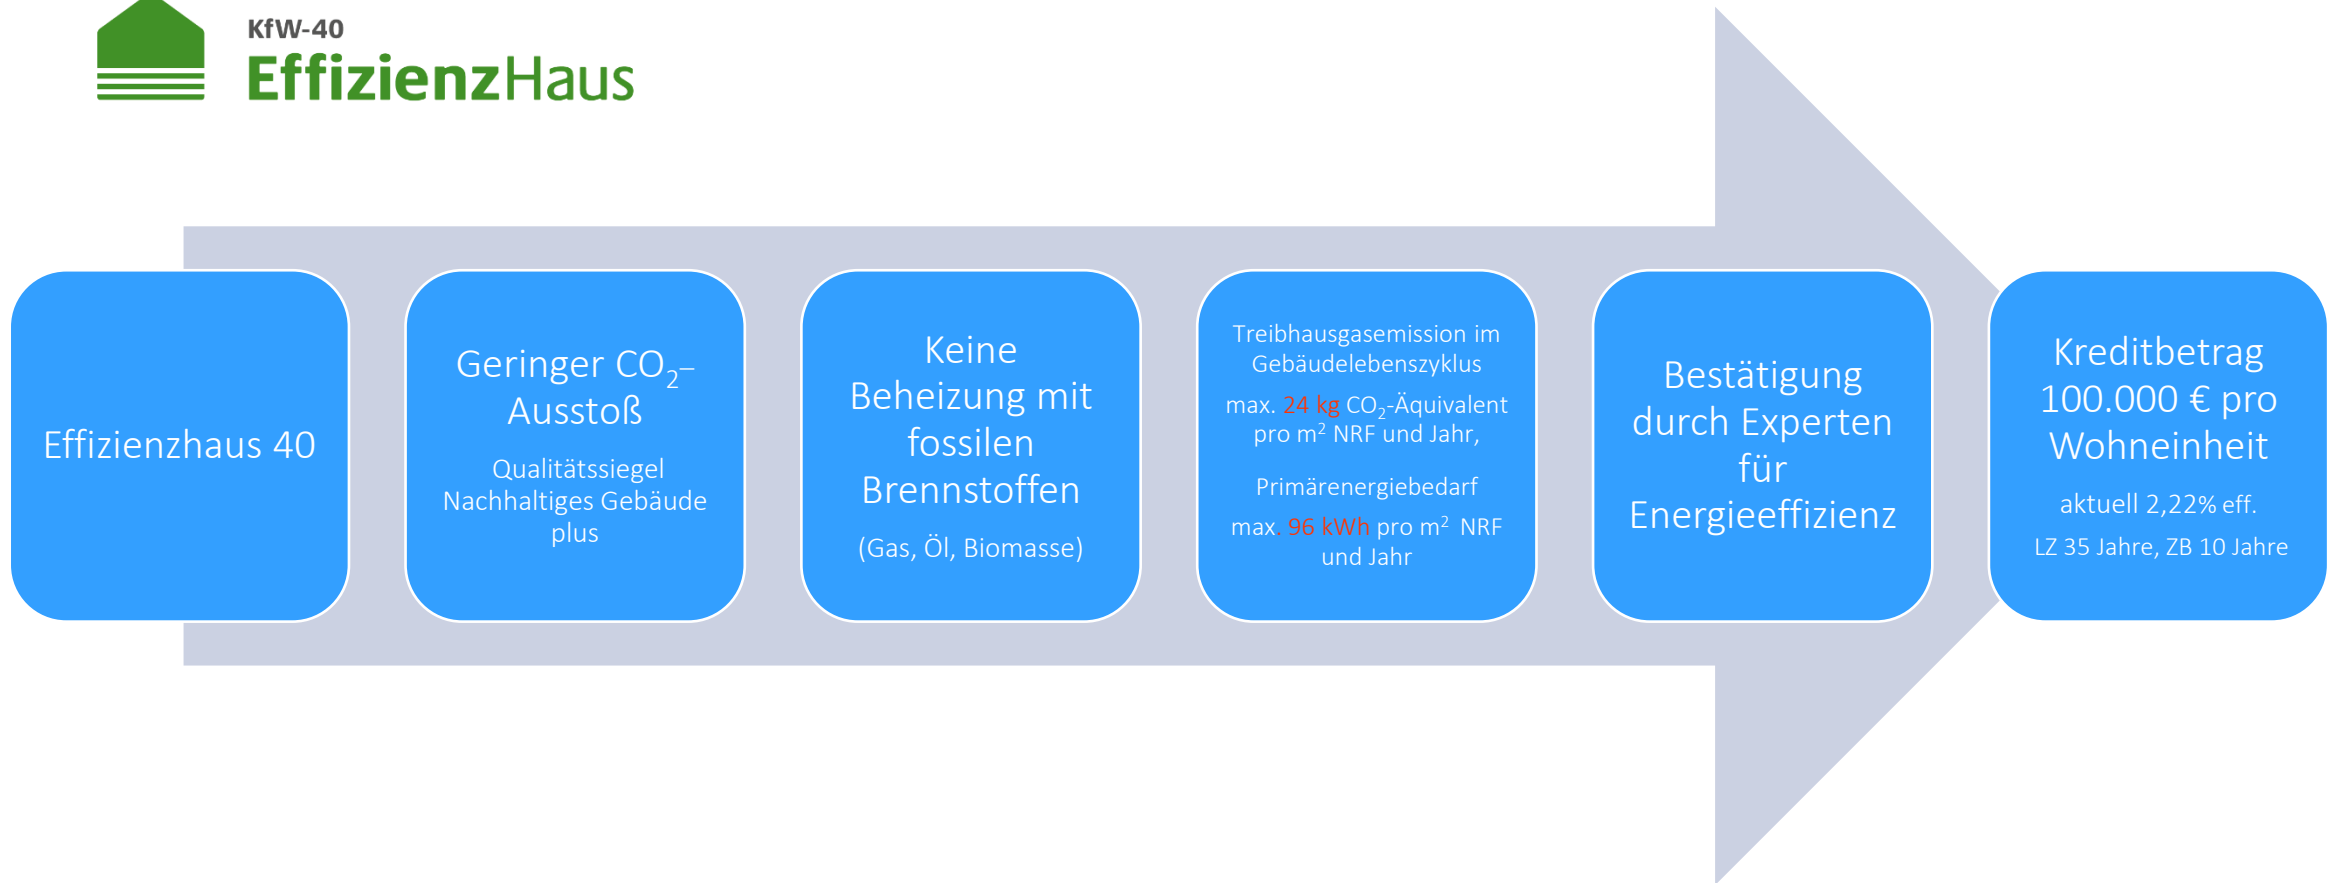 KfW-40
EffizienzHaus
Effizienzhaus 40
Geringer CO₂–
Ausstoß
Qualitätssiegel
Nachhaltiges Gebäude
plus
Keine
Beheizung mit
fossilen
Brennstoffen
(Gas, Öl, Biomasse)
Treibhausgasemission im
Gebäudelebenszyklus
max. 24 kg CO₂-Äquivalent
pro m² NRF und Jahr,
Primärenergiebedarf
max. 96 kWh pro m² NRF
und Jahr
Bestätigung
durch Experten
für
Energieeffizienz
Kreditbetrag
100.000 € pro
Wohneinheit
aktuell 2,22% eff.
LZ 35 Jahre, ZB 10 Jahre